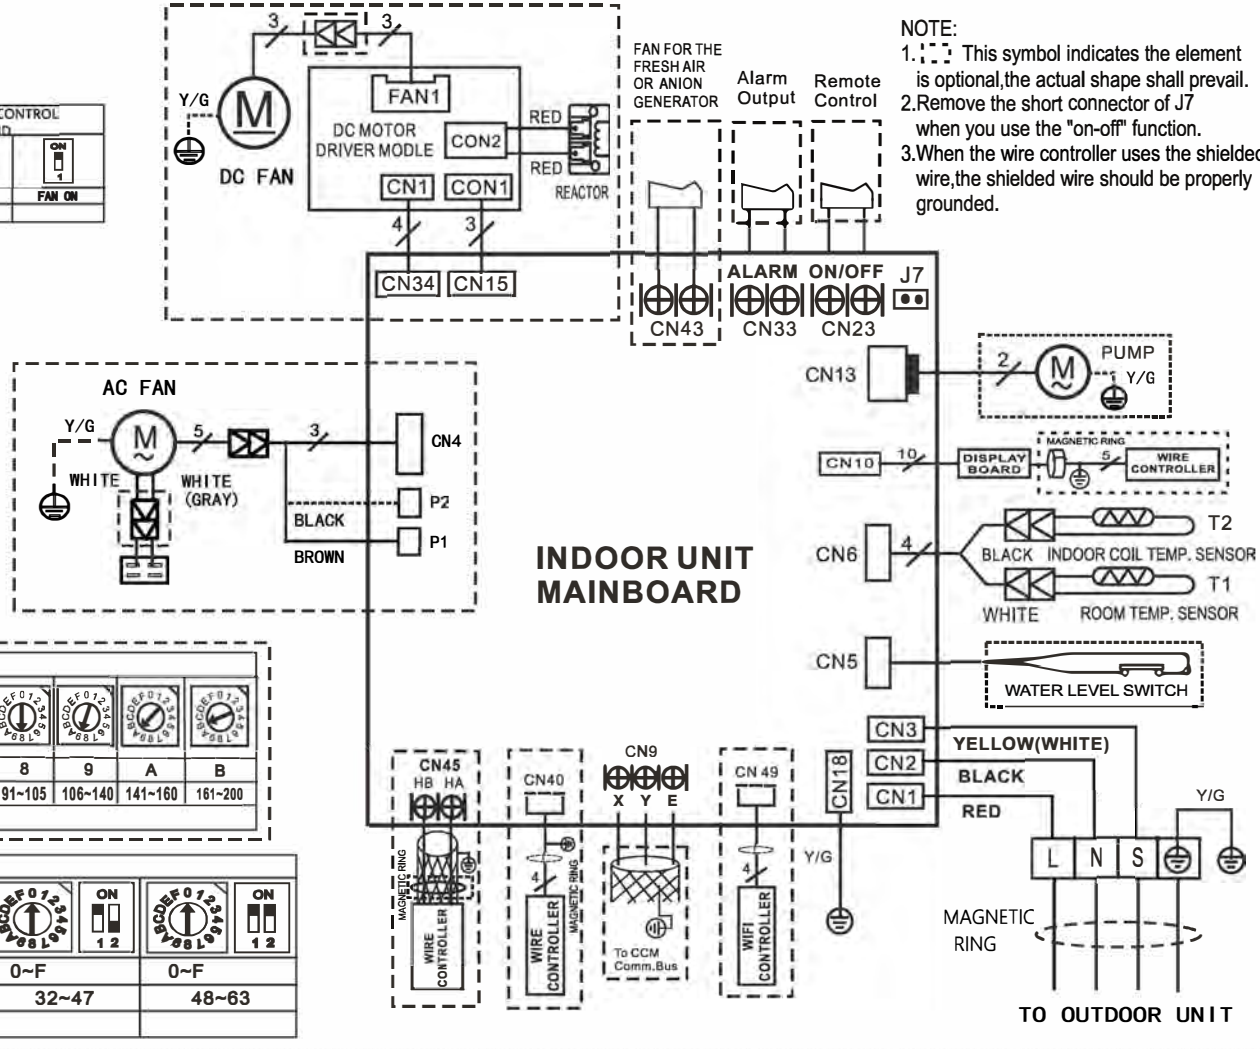 NOTE:
1. This symbol indicates the element
is optional,the actual shape shall prevail.
2.Remove the short connector of J7
when you use the "on-off" function.
3.When the wire controller uses the shielded
wire,the shielded wire should be properly
grounded.
CONTROL
ON
1
FAN ON
3
3
Y/G
M
DC FAN
FAN1
DC MOTOR
DRIVER MODLE
CON2
RED
RED
REACTOR
CN1
CON1
4
3
CN34
CN15
FAN FOR THE
FRESH AIR
OR ANION
GENERATOR
Alarm
Output
Remote
Control
ALARM
ON/OFF
J7
CN43
CN33
CN23
CN13
2
M
PUMP
Y/G
AC FAN
Y/G
M
5
3
CN4
WHITE
WHITE
(GRAY)
P2
BLACK
P1
BROWN
CN10
10
DISPLAY
BOARD
MAGNETIC RING
5
WIRE
CONTROLLER
INDOOR UNIT
MAINBOARD
CN6
4
T2
BLACK
INDOOR COIL TEMP. SENSOR
T1
WHITE
ROOM TEMP. SENSOR
CN5
WATER LEVEL SWITCH
CN3
YELLOW(WHITE)
CN2
BLACK
CN1
RED
CN18
Y/G
8
9
A
B
91~105
106~140
141~160
161~200
CN45
HB HA
MAGNETIC RING
WIRE
CONTROLLER
CN40
4
MAGNETIC RING
WIRE
CONTROLLER
CN9
X Y E
To CCM
Comm.Bus
CN 49
4
WIFI
CONTROLLER
Y/G
L N S
MAGNETIC
RING
TO OUTDOOR UNIT
ON
1 2
ON
1 2
0~F
0~F
32~47
48~63